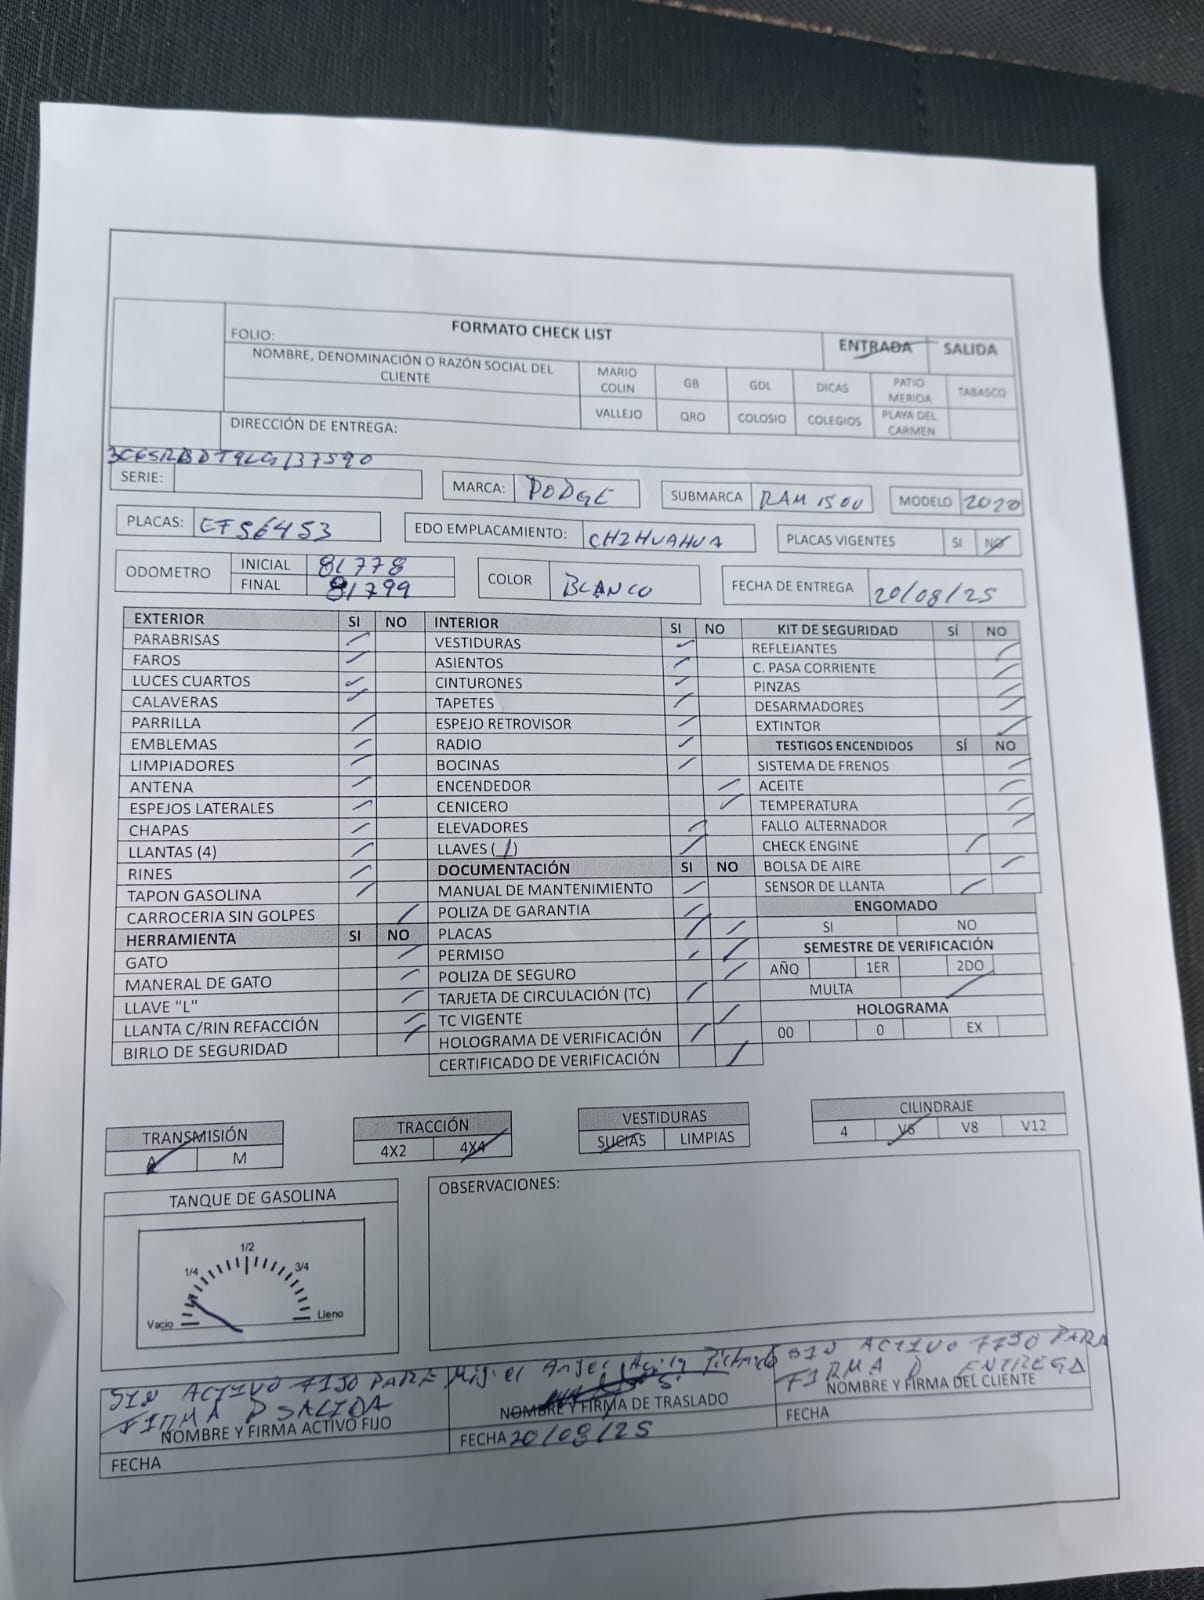 FORMATO CHECK LIST
FOLIO:
ENTRADA SALIDA
NOMBRE, DENOMINACIÓN O RAZÓN SOCIAL DEL CLIENTE
MARIO COLIN GB GDL DICAS PATIO MERIDA TABASCO
VALLEJO QRO COLOSIO COLEGIOS PLAYA DEL CARMEN
DIRECCIÓN DE ENTREGA:
SERIE:
MARCA: DODGE SUBMARCA RAM 1500 MODELO 2020
PLACAS: EF56453 EDO EMPLACAMIENTO: CHIHUAHUA PLACAS VIGENTES SI NO
ODOMETRO INICIAL 81778
FINAL 81799
COLOR BLANCO FECHA DE ENTREGA 20/08/25
EXTERIOR SI NO INTERIOR SI NO KIT DE SEGURIDAD SÍ NO
PARABRISAS VESTIDURAS REFLEJANTES
FAROS ASIENTOS C. PASA CORRIENTE
LUCES CUARTOS CINTURONES PINZAS
CALAVERAS TAPETES DESARMADORES
PARRILLA ESPEJO RETROVISOR EXTINTOR
EMBLEMAS RADIO TESTIGOS ENCENDIDOS SÍ NO
LIMPIADORES BOCINAS SISTEMA DE FRENOS
ANTENA ENCENDEDOR ACEITE
ESPEJOS LATERALES CENICERO TEMPERATURA
CHAPAS ELEVADORES FALLO ALTERNADOR
LLANTAS (4) LLAVES (1) CHECK ENGINE
RINES DOCUMENTACIÓN SI NO BOLSA DE AIRE
TAPON GASOLINA MANUAL DE MANTENIMIENTO SENSOR DE LLANTA
CARROCERIA SIN GOLPES POLIZA DE GARANTIA ENGOMADO
HERRAMIENTA SI NO PLACAS SI NO
GATO PERMISO SEMESTRE DE VERIFICACIÓN
MANERAL DE GATO POLIZA DE SEGURO AÑO 1ER 2DO
LLAVE "L" TARJETA DE CIRCULACIÓN (TC) MULTA
LLANTA C/RIN REFACCIÓN TC VIGENTE HOLOGRAMA
BIRLO DE SEGURIDAD HOLOGRAMA DE VERIFICACIÓN 00 0 EX
CERTIFICADO DE VERIFICACIÓN
TRANSMISIÓN TRACCIÓN VESTIDURAS CILINDRAJE
A M 4X2 4X4 SUCIAS LIMPIAS 4 V6 V8 V12
TANQUE DE GASOLINA
OBSERVACIONES:
1/2
1/4 3/4
Vacio Lleno
SIN ACTIVO FIJO PARA
FIRMA D SALIDA
NOMBRE Y FIRMA ACTIVO FIJO
FECHA
Miguel Angel
NOMBRE Y FIRMA DE TRASLADO
FECHA 20/08/25
SIN ACTIVO FIJO PARA
FIRMA D ENTREGA
NOMBRE Y FIRMA DEL CLIENTE
FECHA